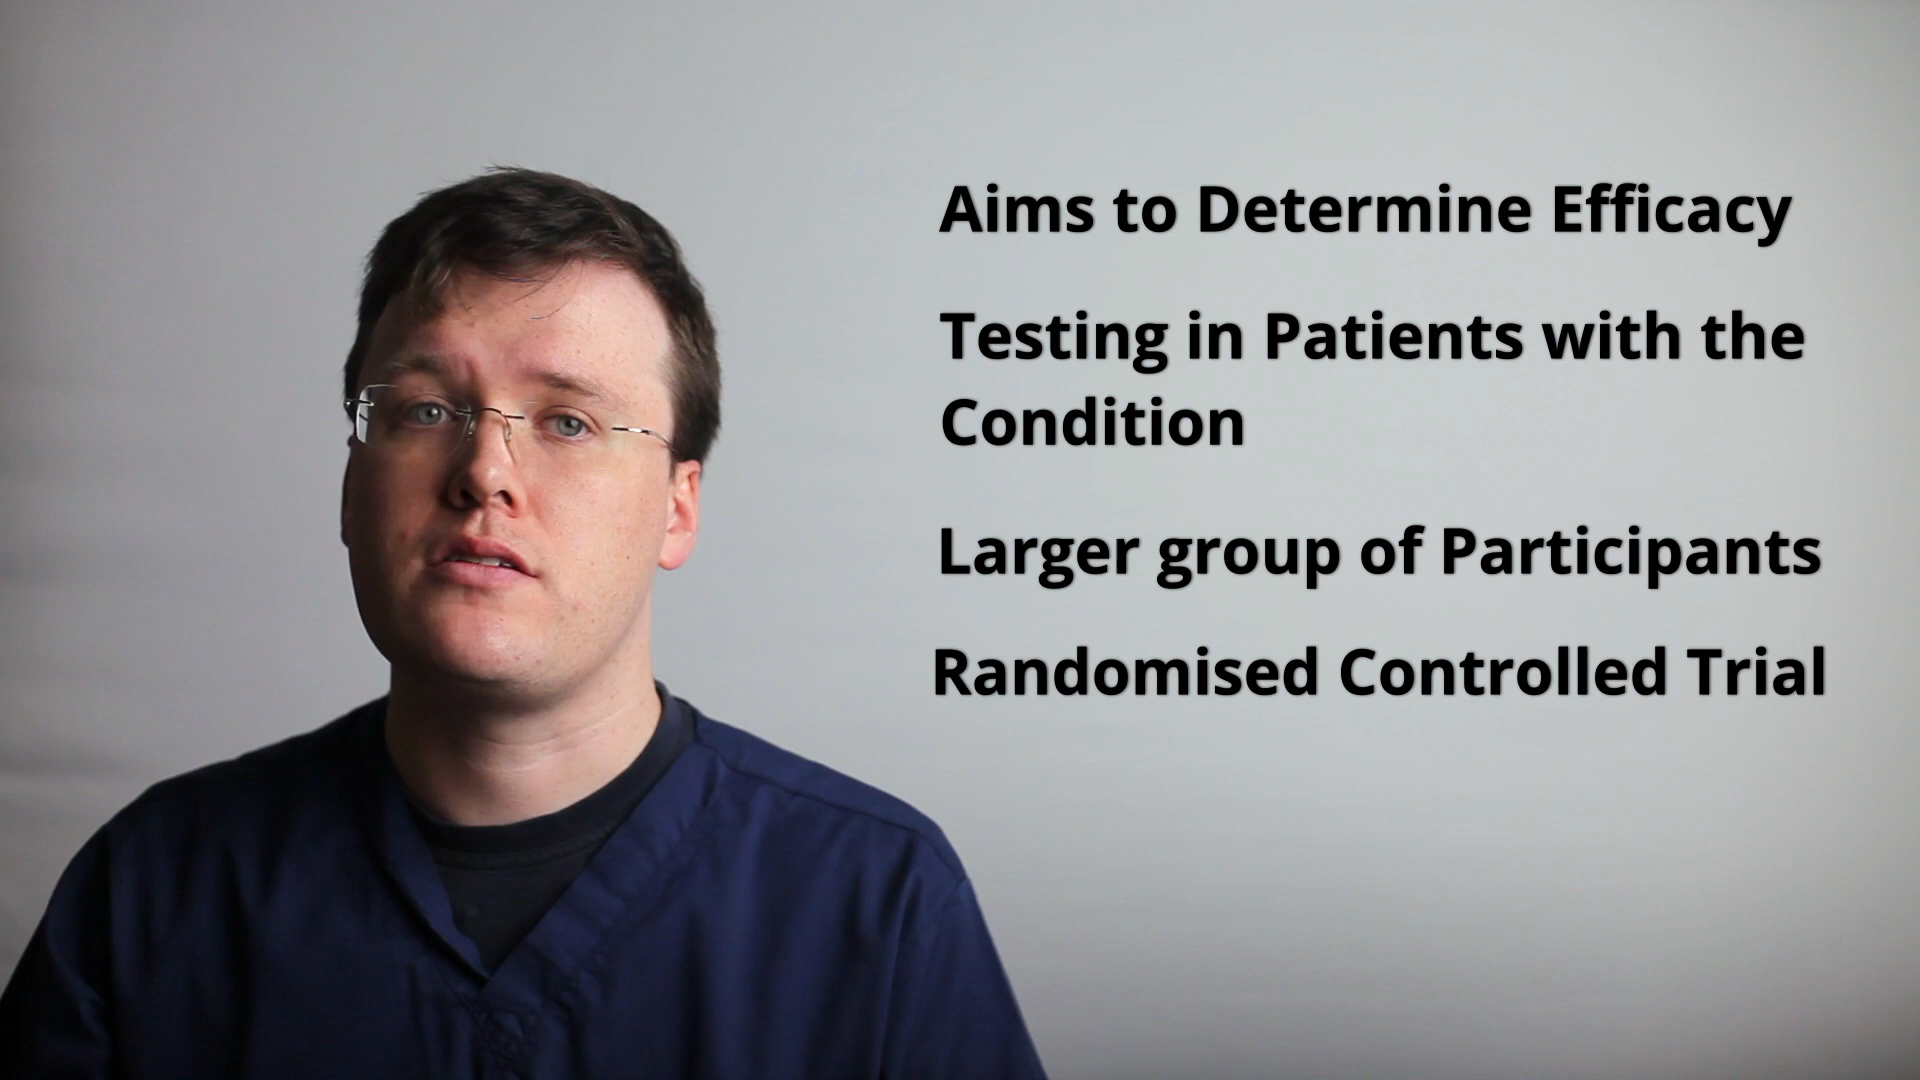 Aims to Determine Efficacy
Testing in Patients with the
Condition
Larger group of Participants
Randomised Controlled Trial